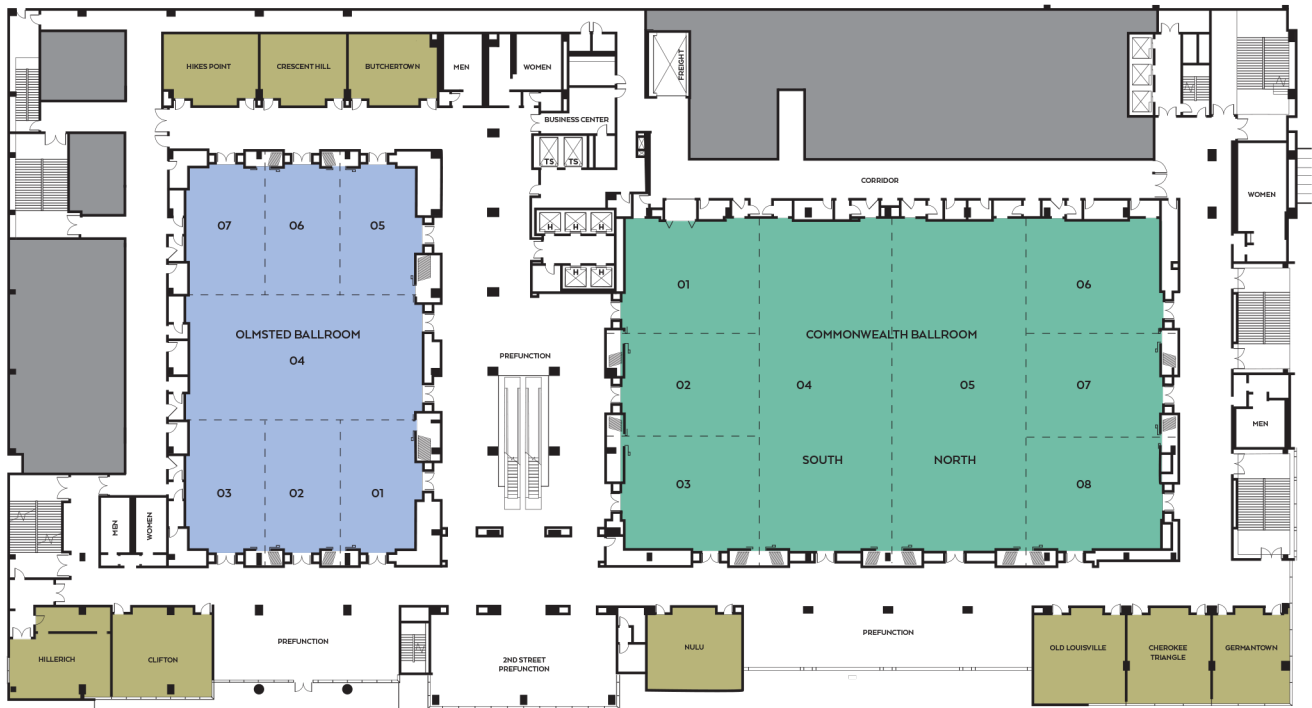 HIKES POINT
CRESCENT HILL
BUTCHERTOWN
MEN
WOMEN
FREIGHT
BUSINESS CENTER
TS
TS
CORRIDOR
WOMEN
07
06
05
H
H
H
H
H
01
06
OLMSTED BALLROOM
04
COMMONWEALTH BALLROOM
PREFUNCTION
02
04
05
07
MEN
SOUTH
NORTH
03
02
01
03
08
MEN
WOMEN
HILLERICH
CLIFTON
PREFUNCTION
2ND STREET
PREFUNCTION
NULU
PREFUNCTION
OLD LOUISVILLE
CHEROKEE
TRIANGLE
GERMANTOWN